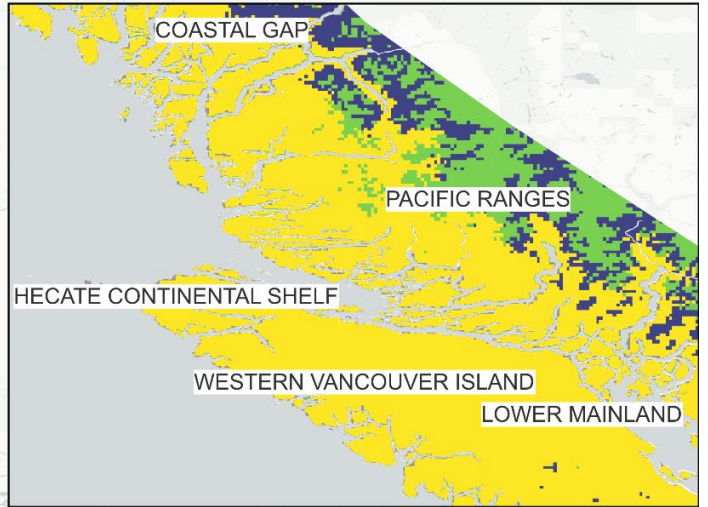 COASTAL GAP
PACIFIC RANGES
HECATE CONTINENTAL SHELF
WESTERN VANCOUVER ISLAND
LOWER MAINLAND